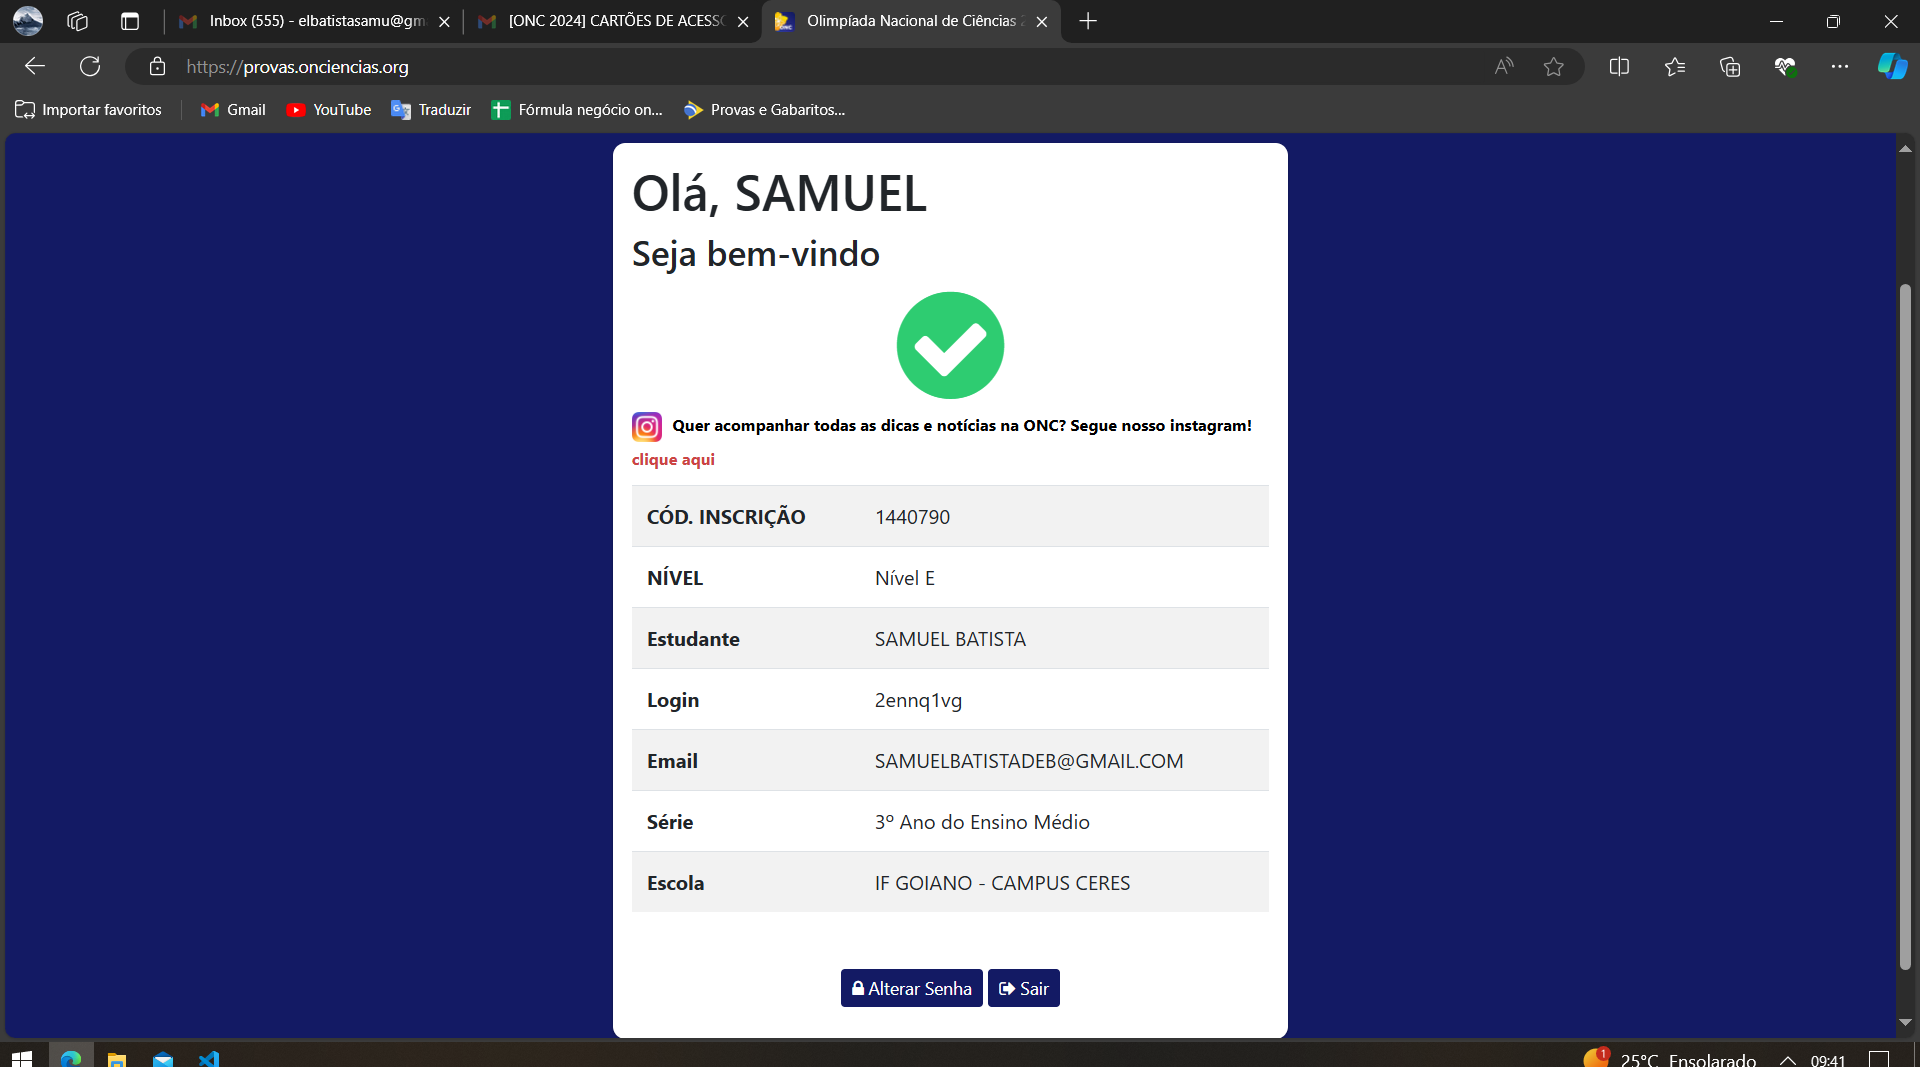 Inbox (555) - elbatistasamu@gm
[ONC 2024] CARTÕES DE ACESSO
Olimpíada Nacional de Ciências 2
https://provas.onciencias.org
Importar favoritos
Gmail
YouTube
Traduzir
Fórmula negócio on...
Provas e Gabaritos...
Olá, SAMUEL
Seja bem-vindo
Quer acompanhar todas as dicas e notícias na ONC? Segue nosso instagram!
clique aqui
CÓD. INSCRIÇÃO 1440790
NÍVEL Nível E
Estudante SAMUEL BATISTA
Login 2ennq1vg
Email SAMUELBATISTADEB@GMAIL.COM
Série 3º Ano do Ensino Médio
Escola IF GOIANO - CAMPUS CERES
Alterar Senha
Sair
1
25°C Ensolarado
09:41